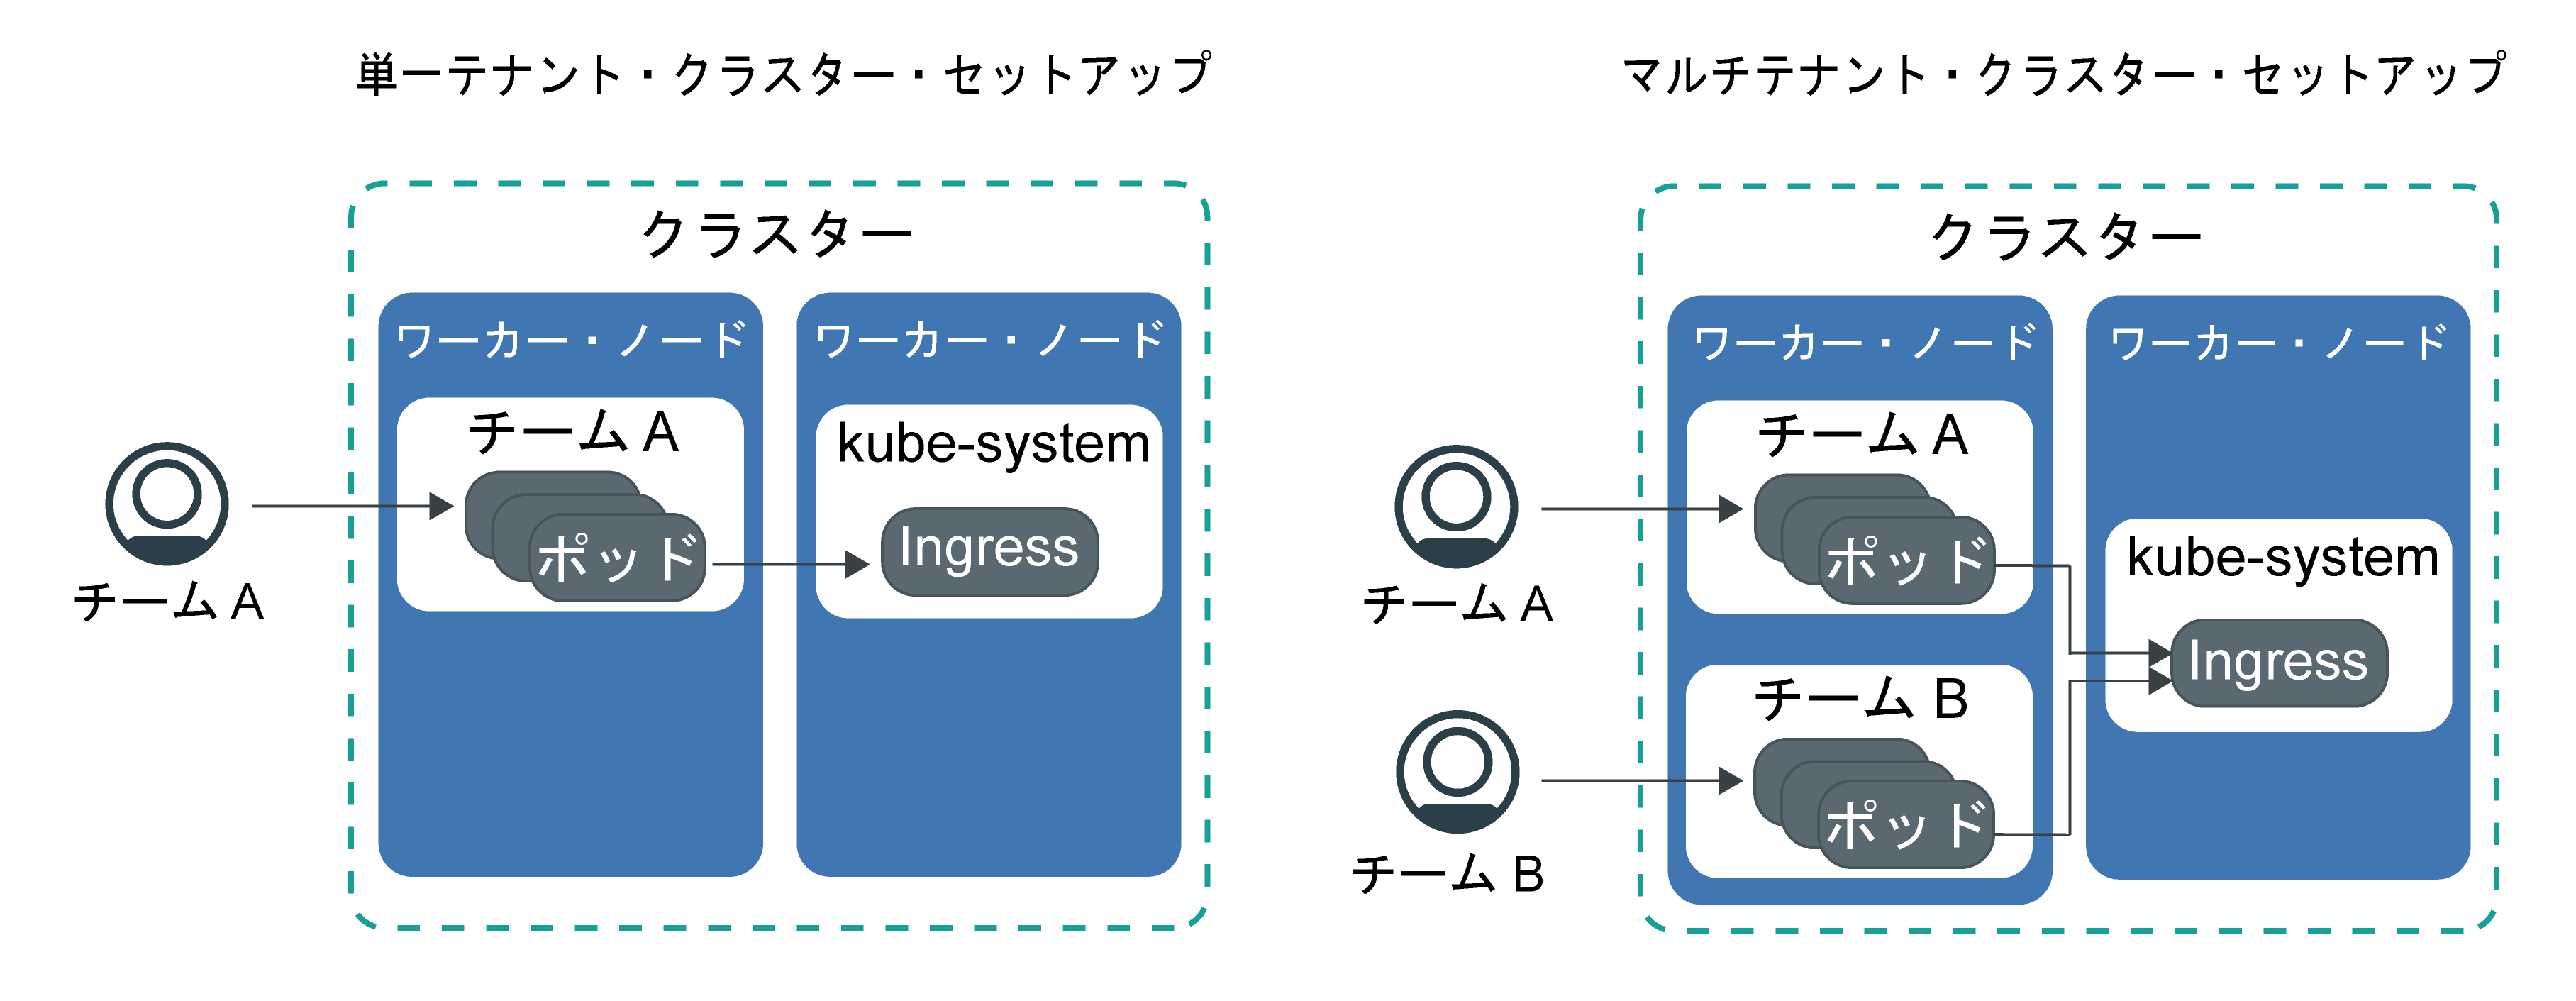 単一テナント・クラスター・セットアップ
クラスター
ワーカー・ノード
チーム A
ポッド
ワーカー・ノード
kube-system
Ingress
チーム A
マルチテナント・クラスター・セットアップ
クラスター
ワーカー・ノード
チーム A
ポッド
チーム B
ポッド
ワーカー・ノード
kube-system
Ingress
チーム A
チーム B